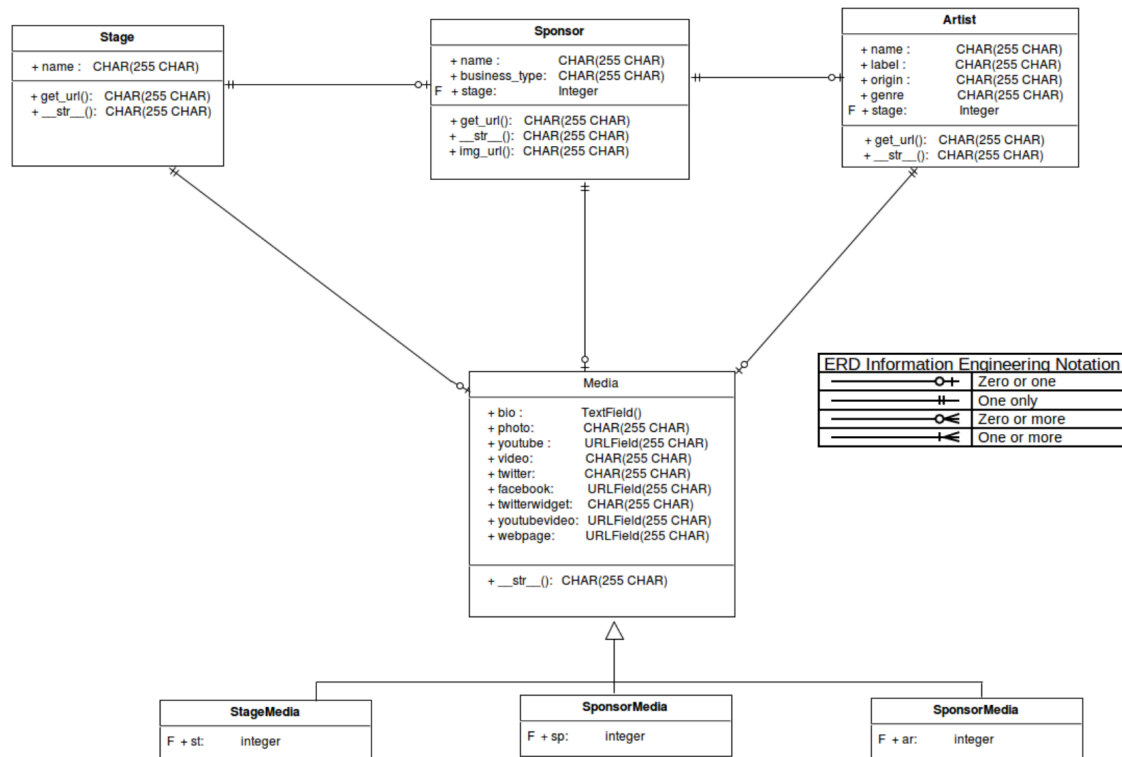 Stage
+ name : CHAR(255 CHAR)
+ get_url(): CHAR(255 CHAR)
+ __str__(): CHAR(255 CHAR)
Sponsor
+ name : CHAR(255 CHAR)
+ business_type: CHAR(255 CHAR)
F + stage: Integer
+ get_url(): CHAR(255 CHAR)
+ __str__(): CHAR(255 CHAR)
+ img_url(): CHAR(255 CHAR)
Artist
+ name : CHAR(255 CHAR)
+ label : CHAR(255 CHAR)
+ origin : CHAR(255 CHAR)
+ genre CHAR(255 CHAR)
F + stage: Integer
+ get_url(): CHAR(255 CHAR)
+ __str__(): CHAR(255 CHAR)
Media
+ bio : TextField()
+ photo: CHAR(255 CHAR)
+ youtube : URLField(255 CHAR)
+ video: CHAR(255 CHAR)
+ twitter: CHAR(255 CHAR)
+ facebook: URLField(255 CHAR)
+ twitterwidget: CHAR(255 CHAR)
+ youtubevideo: URLField(255 CHAR)
+ webpage: URLField(255 CHAR)
+ __str__(): CHAR(255 CHAR)
ERD Information Engineering Notation
Zero or one
One only
Zero or more
One or more
StageMedia
F + st: integer
SponsorMedia
F + sp: integer
SponsorMedia
F + ar: integer